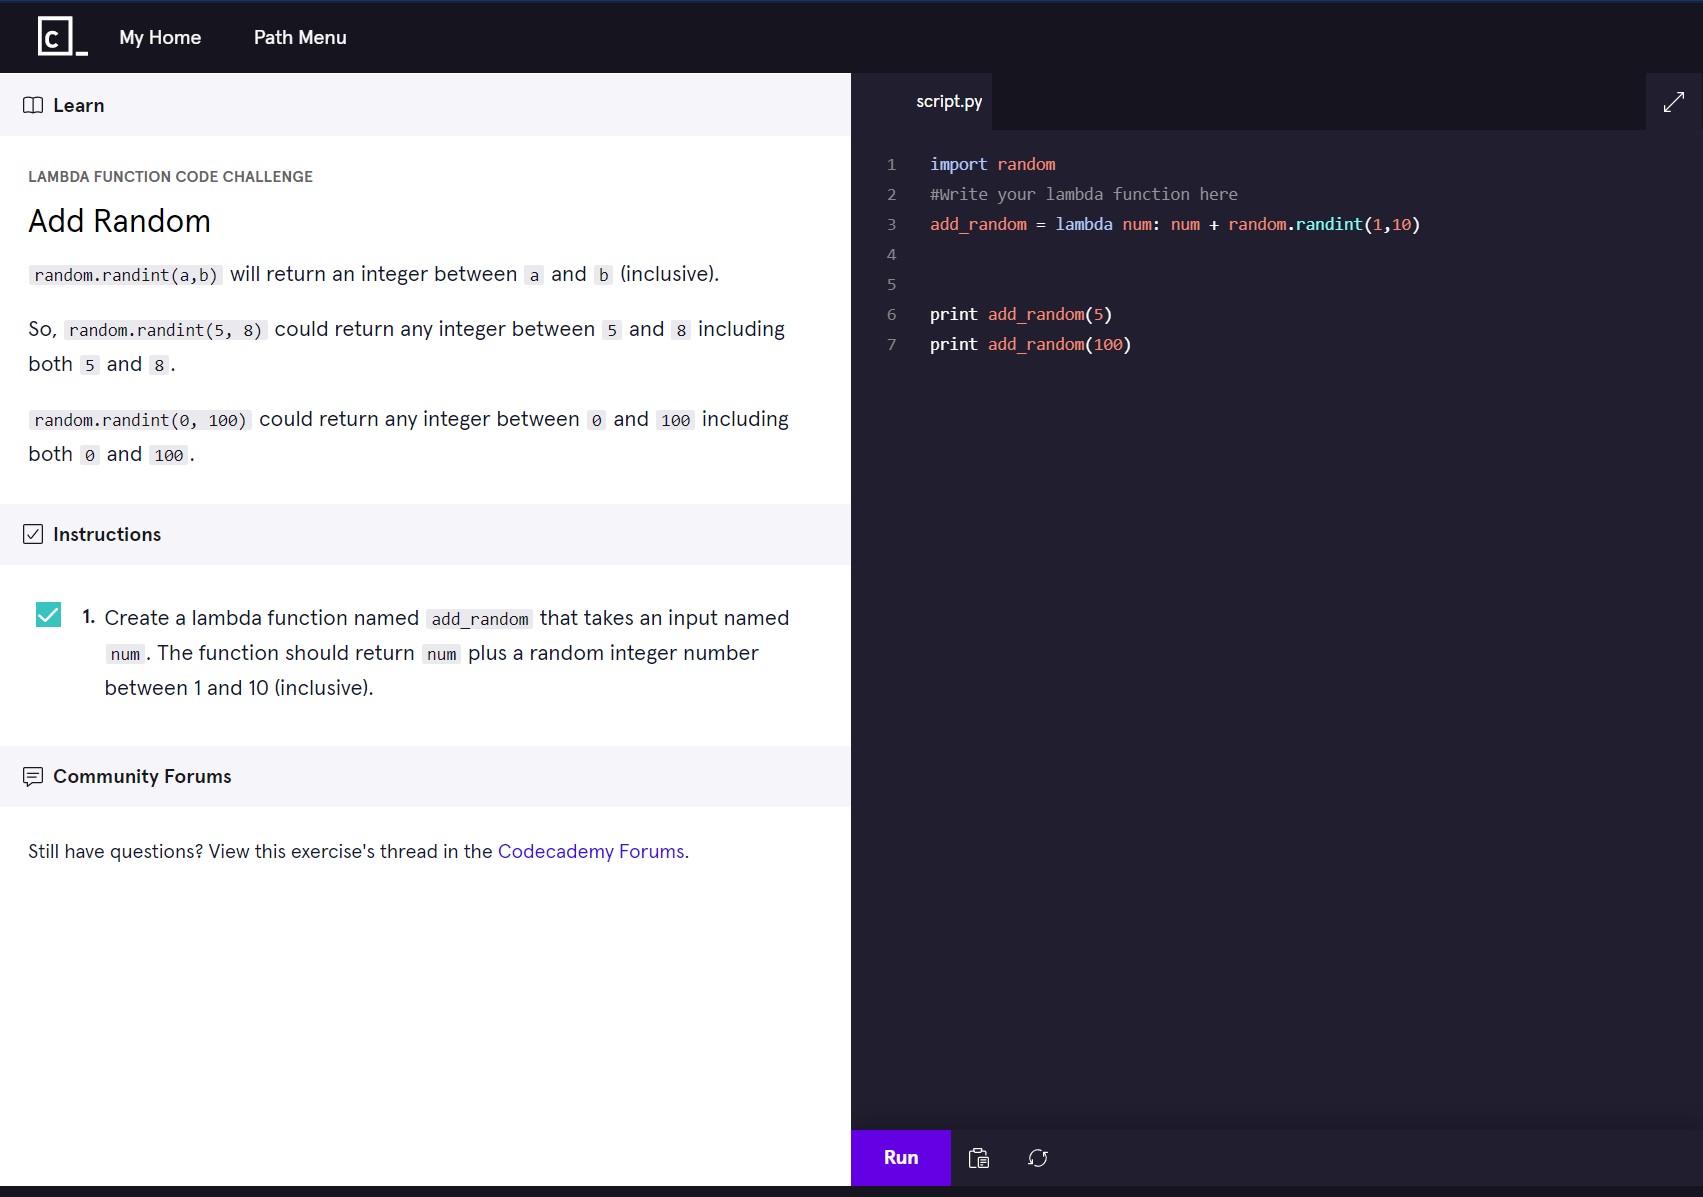 C_ My Home Path Menu
Learn
LAMBDA FUNCTION CODE CHALLENGE
Add Random
random.randint(a,b) will return an integer between a and b (inclusive).
So, random.randint(5, 8) could return any integer between 5 and 8 including
both 5 and 8.
random.randint(0, 100) could return any integer between 0 and 100 including
both 0 and 100.
Instructions
1. Create a lambda function named add_random that takes an input named
num. The function should return num plus a random integer number
between 1 and 10 (inclusive).
Community Forums
Still have questions? View this exercise's thread in the Codecademy Forums.
script.py
1 import random
2 #Write your lambda function here
3 add_random = lambda num: num + random.randint(1,10)
4
5
6 print add_random(5)
7 print add_random(100)
Run